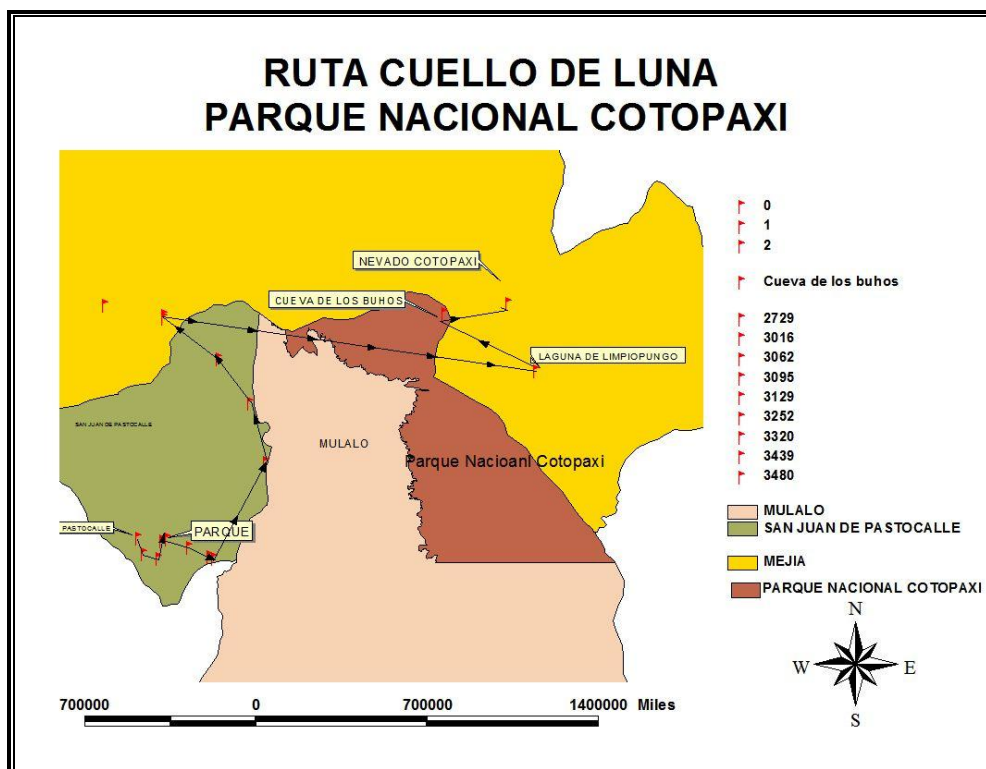 RUTA CUELLO DE LUNA
PARQUE NACIONAL COTOPAXI
NEVADO COTOPAXI
CUEVA DE LOS BUHOS
LAGUNA DE LIMPIOPUNGO
SAN JUAN DE PASTOCALLE
MULALO
Parque Nacioanl Cotopaxi
PASTOCALLE
PARQUE
0
1
2
Cueva de los buhos
2729
3016
3062
3095
3129
3252
3320
3439
3480
MULALO
SAN JUAN DE PASTOCALLE
MEJIA
PARQUE NACIONAL COTOPAXI
N
W E
S
700000 0 700000 1400000 Miles